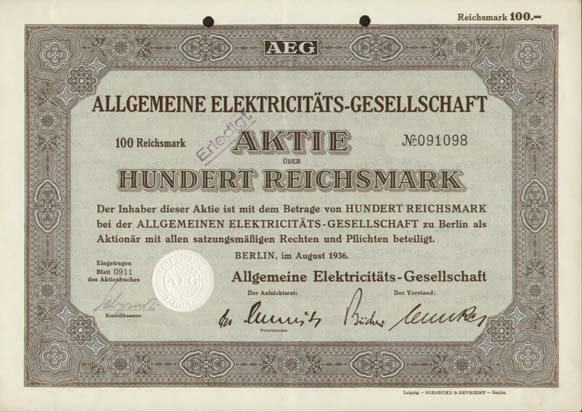 Reichsmark 100.—
AEG
ALLGEMEINE ELEKTRICITÄTS-GESELLSCHAFT
100 Reichsmark
Erledigt
AKTIE
№091098
ÜBER
HUNDERT REICHSMARK
Der Inhaber dieser Aktie ist mit dem Betrage von HUNDERT REICHSMARK
bei der ALLGEMEINEN ELEKTRICITÄTS-GESELLSCHAFT zu Berlin als
Aktionär mit allen satzungsmäßigen Rechten und Pflichten beteiligt.
BERLIN, im August 1936.
Eingetragen
Blatt 0911
des Aktienbuches
AEG
Allgemeine Elektricitäts-Gesellschaft
Der Aufsichtsrat:
Der Vorstand:
Bücher
Kontrollbeamter
Vorsitzender
Leipzig — GIESECKE & DEVRIENT — Berlin